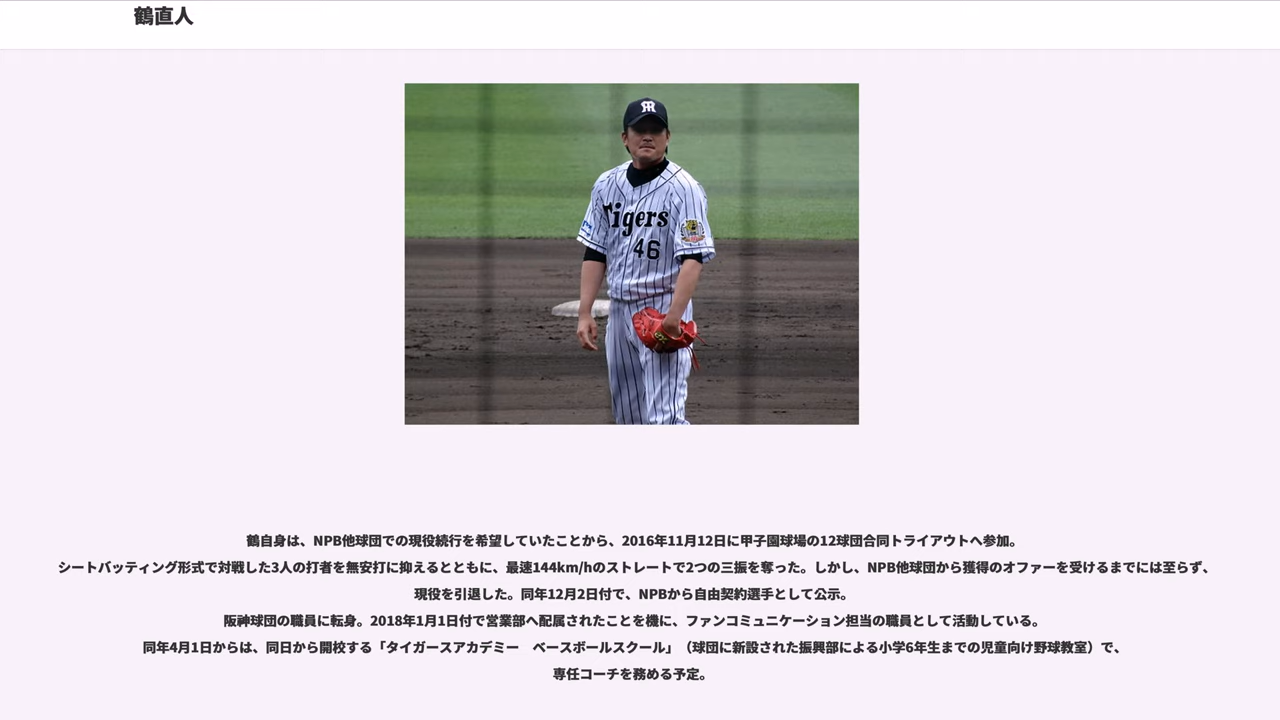 鶴直人
Tigers
46
鶴自身は、NPB他球団での現役続行を希望していたことから、2016年11月12日に甲子園球場の12球団合同トライアウトへ参加。
シートバッティング形式で対戦した3人の打者を無安打に抑えるとともに、最速144km/hのストレートで2つの三振を奪った。しかし、NPB他球団から獲得のオファーを受けるまでには至らず、
現役を引退した。同年12月2日付で、NPBから自由契約選手として公示。
阪神球団の職員に転身。2018年1月1日付で営業部へ配属されたことを機に、ファンコミュニケーション担当の職員として活動している。
同年4月1日からは、同日から開校する「タイガースアカデミー　ベースボールスクール」（球団に新設された振興部による小学6年生までの児童向け野球教室）で、
専任コーチを務める予定。